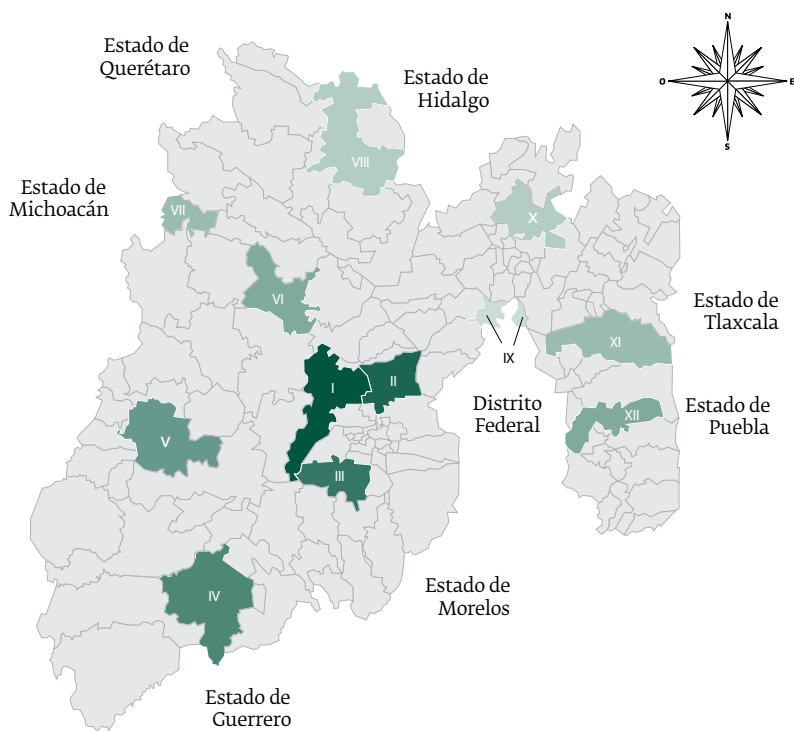 N
Estado de
Querétaro
Estado de
Hidalgo
O
E
S
VIII
Estado de
Michoacán
VII
X
VI
Estado de
Tlaxcala
IX
XI
I
II
Distrito
Federal
Estado de
Puebla
XII
V
III
IV
Estado de
Morelos
Estado de
Guerrero